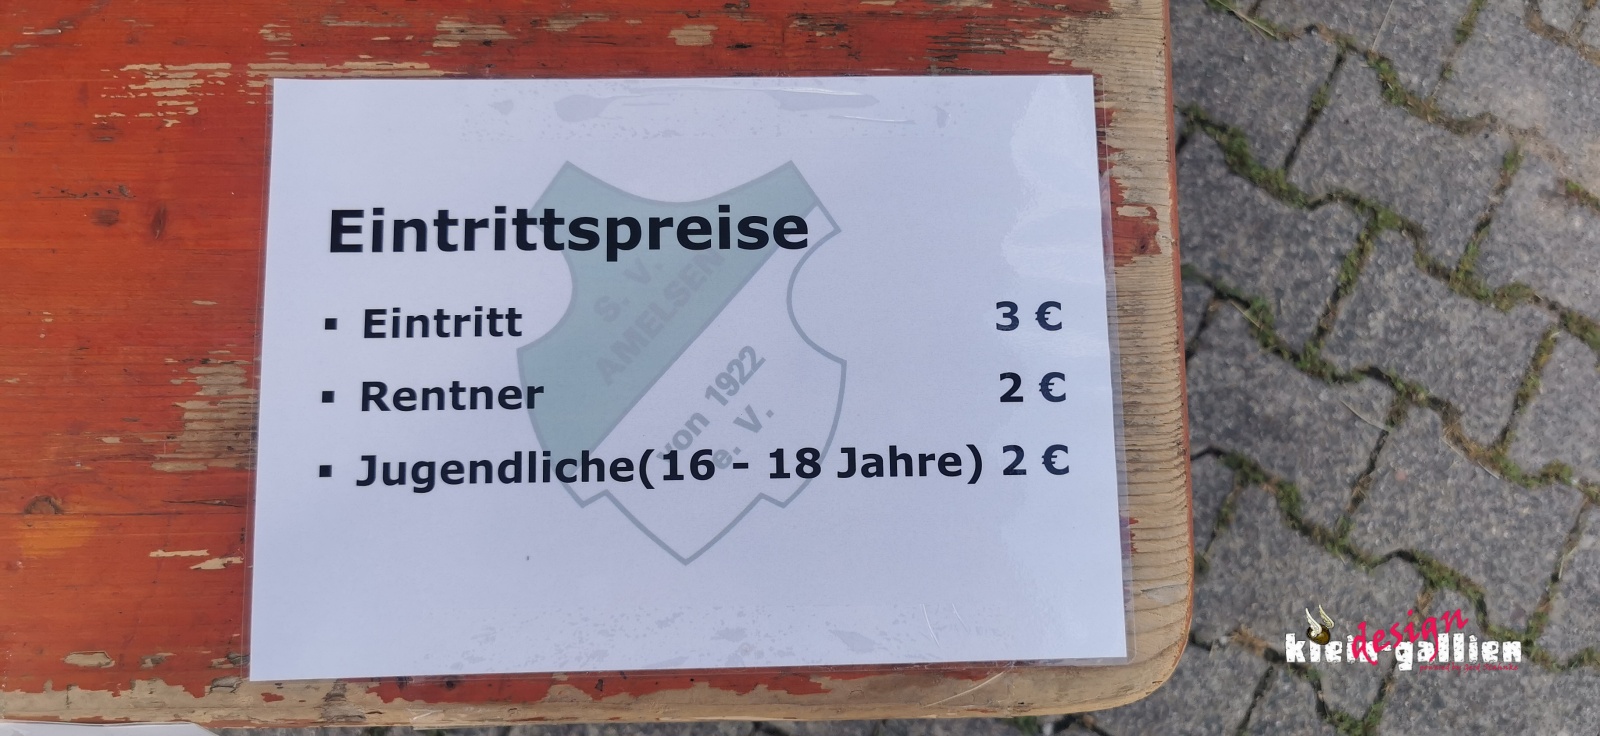 Eintrittspreise
▪ Eintritt 3 €
▪ Rentner 2 €
▪ Jugendliche(16 - 18 Jahre) 2 €
S. V.
AMELSEN
von 1922
e. V.
design
klein-gallien